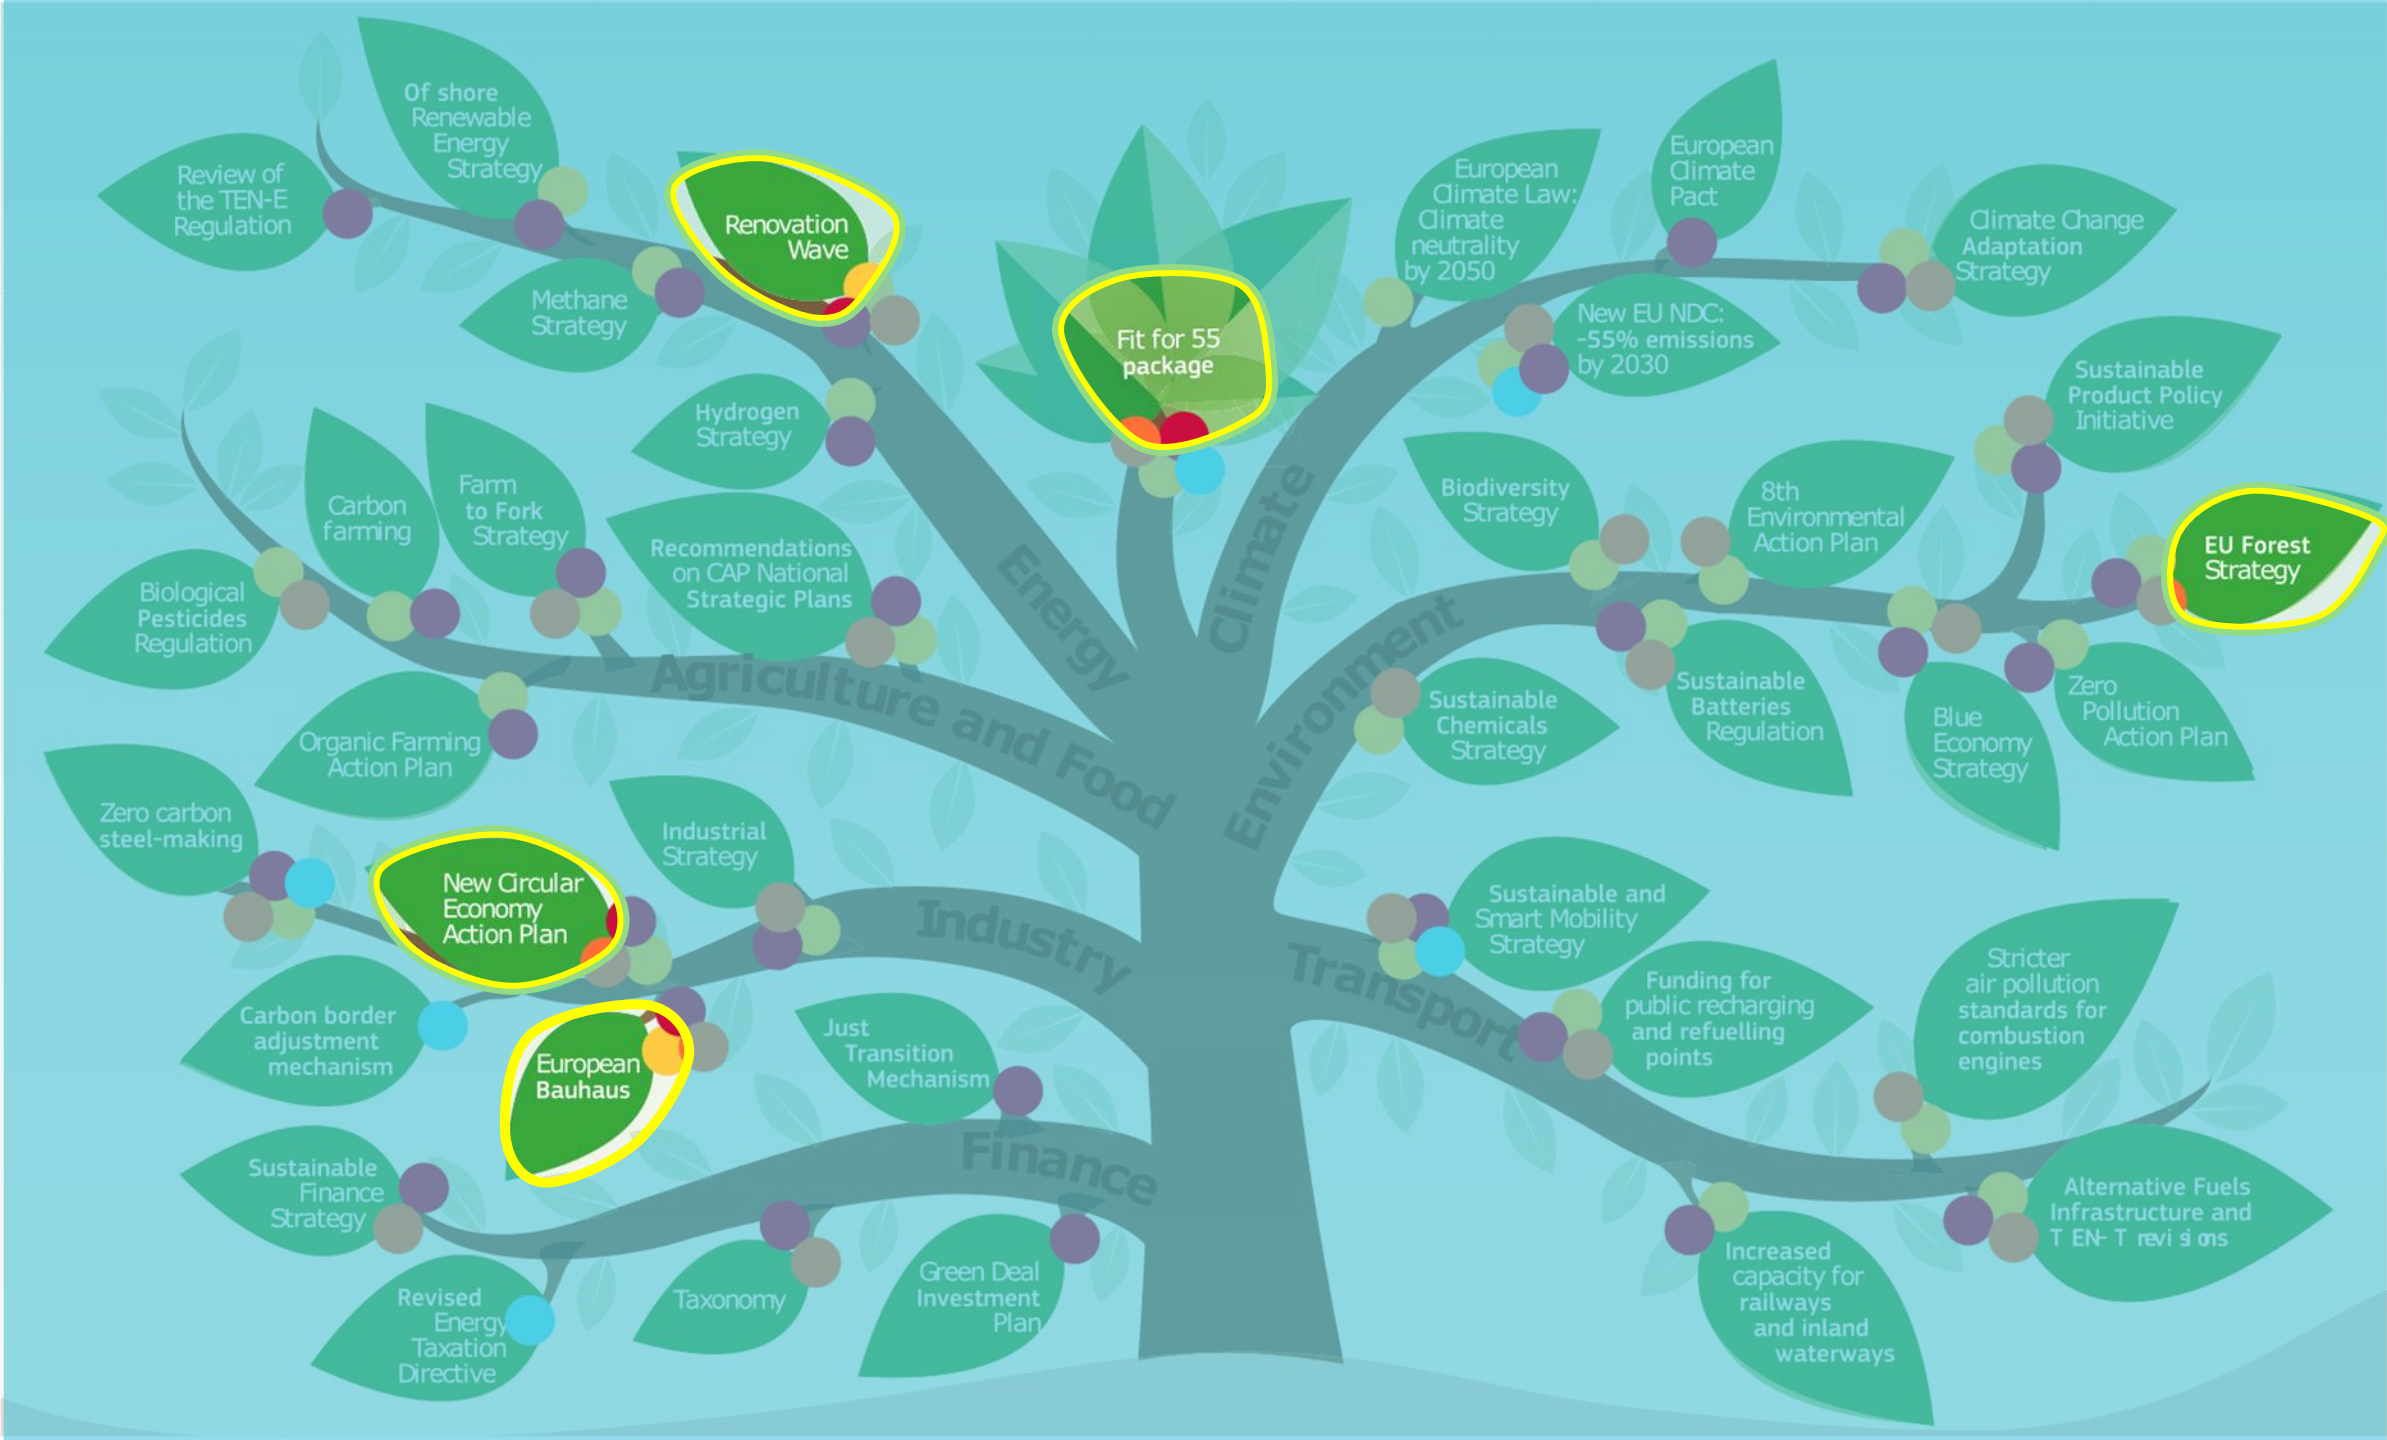 Of shore
Renewable
Energy
Strategy
Review of
the TEN-E
Regulation
Renovation
Wave
Methane
Strategy
Hydrogen
Strategy
Energy
Fit for 55
package
European
Climate Law:
Climate
neutrality
by 2050
European
Climate
Pact
Climate Change
Adaptation
Strategy
New EU NDC:
-55% emissions
by 2030
Climate
Sustainable
Product Policy
Initiative
Biodiversity
Strategy
8th
Environmental
Action Plan
EU Forest
Strategy
Sustainable
Chemicals
Strategy
Sustainable
Batteries
Regulation
Blue
Economy
Strategy
Zero
Pollution
Action Plan
Environment
Carbon
farming
Farm
to Fork
Strategy
Recommendations
on CAP National
Strategic Plans
Biological
Pesticides
Regulation
Organic Farming
Action Plan
Agriculture and Food
Zero carbon
steel-making
New Circular
Economy
Action Plan
Industrial
Strategy
Industry
Carbon border
adjustment
mechanism
European
Bauhaus
Just
Transition
Mechanism
Finance
Sustainable
Finance
Strategy
Revised
Energy
Taxation
Directive
Taxonomy
Green Deal
Investment
Plan
Sustainable and
Smart Mobility
Strategy
Transport
Funding for
public recharging
and refuelling
points
Stricter
air pollution
standards for
combustion
engines
Alternative Fuels
Infrastructure and
T EN- T revi si ons
Increased
capacity for
railways
and inland
waterways